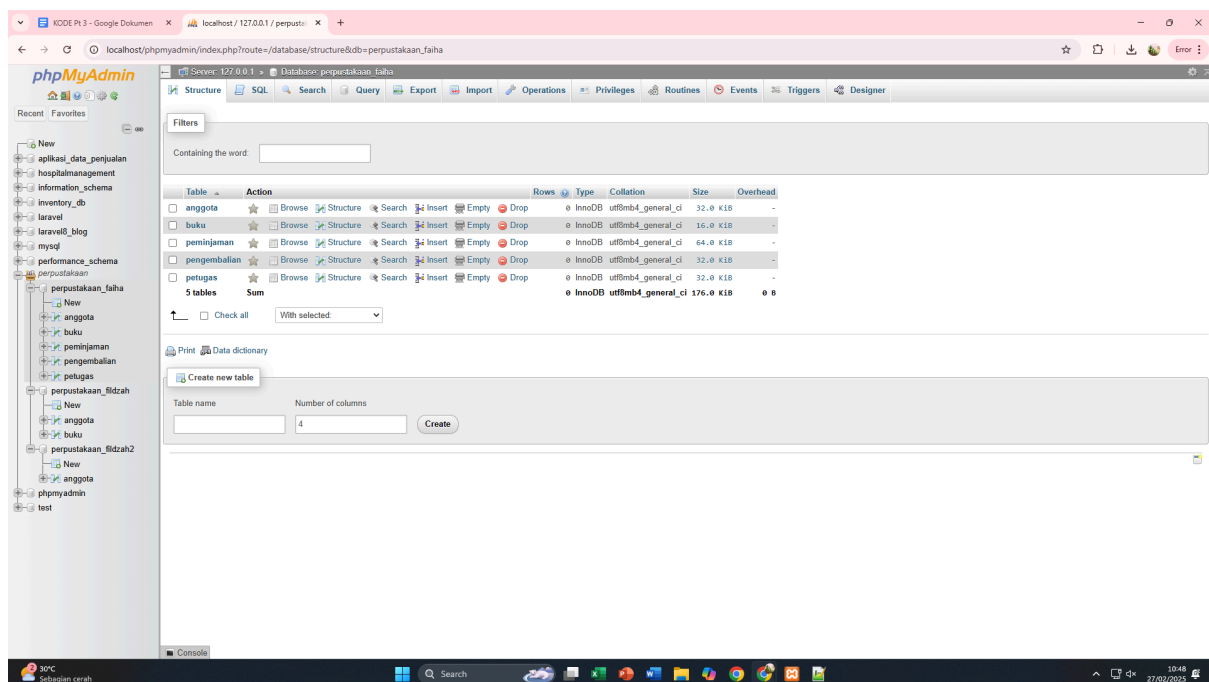 KODE Pt 3 - Google Dokumen
localhost / 127.0.0.1 / perpusta
localhost/phpmyadmin/index.php?route=/database/structure&db=perpustakaan_faiha
Error
phpMyAdmin
Recent Favorites
New
aplikasi_data_penjualan
hospitalmanagement
information_schema
inventory_db
laravel
laravel8_blog
mysql
performance_schema
perpustakaan
perpustakaan_faiha
New
anggota
buku
peminjaman
pengembalian
petugas
perpustakaan_fildzah
New
anggota
buku
perpustakaan_fildzah2
New
anggota
phpmyadmin
test
Server: 127.0.0.1 » Database: perpustakaan_faiha
Structure SQL Search Query Export Import Operations Privileges Routines Events Triggers Designer
Filters
Containing the word:
Table Action Rows Type Collation Size Overhead
anggota Browse Structure Search Insert Empty Drop 0 InnoDB utf8mb4_general_ci 32.0 KiB -
buku Browse Structure Search Insert Empty Drop 0 InnoDB utf8mb4_general_ci 16.0 KiB -
peminjaman Browse Structure Search Insert Empty Drop 0 InnoDB utf8mb4_general_ci 64.0 KiB -
pengembalian Browse Structure Search Insert Empty Drop 0 InnoDB utf8mb4_general_ci 32.0 KiB -
petugas Browse Structure Search Insert Empty Drop 0 InnoDB utf8mb4_general_ci 32.0 KiB -
5 tables Sum 0 InnoDB utf8mb4_general_ci 176.0 KiB 0 B
Check all With selected:
Print Data dictionary
Create new table
Table name Number of columns
4 Create
Console
2 30°C
Sebagian cerah
Search
10:48
27/02/2025